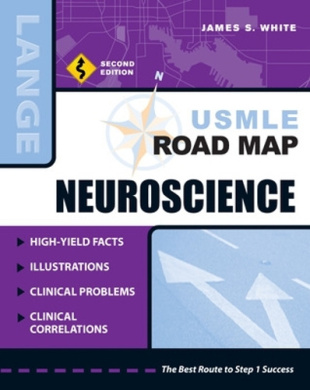 JAMES S. WHITE
LANGE
SECOND
EDITION
N
USMLE
ROAD MAP
NEUROSCIENCE
HIGH-YIELD FACTS
ILLUSTRATIONS
CLINICAL PROBLEMS
CLINICAL
CORRELATIONS
The Best Route to Step 1 Success